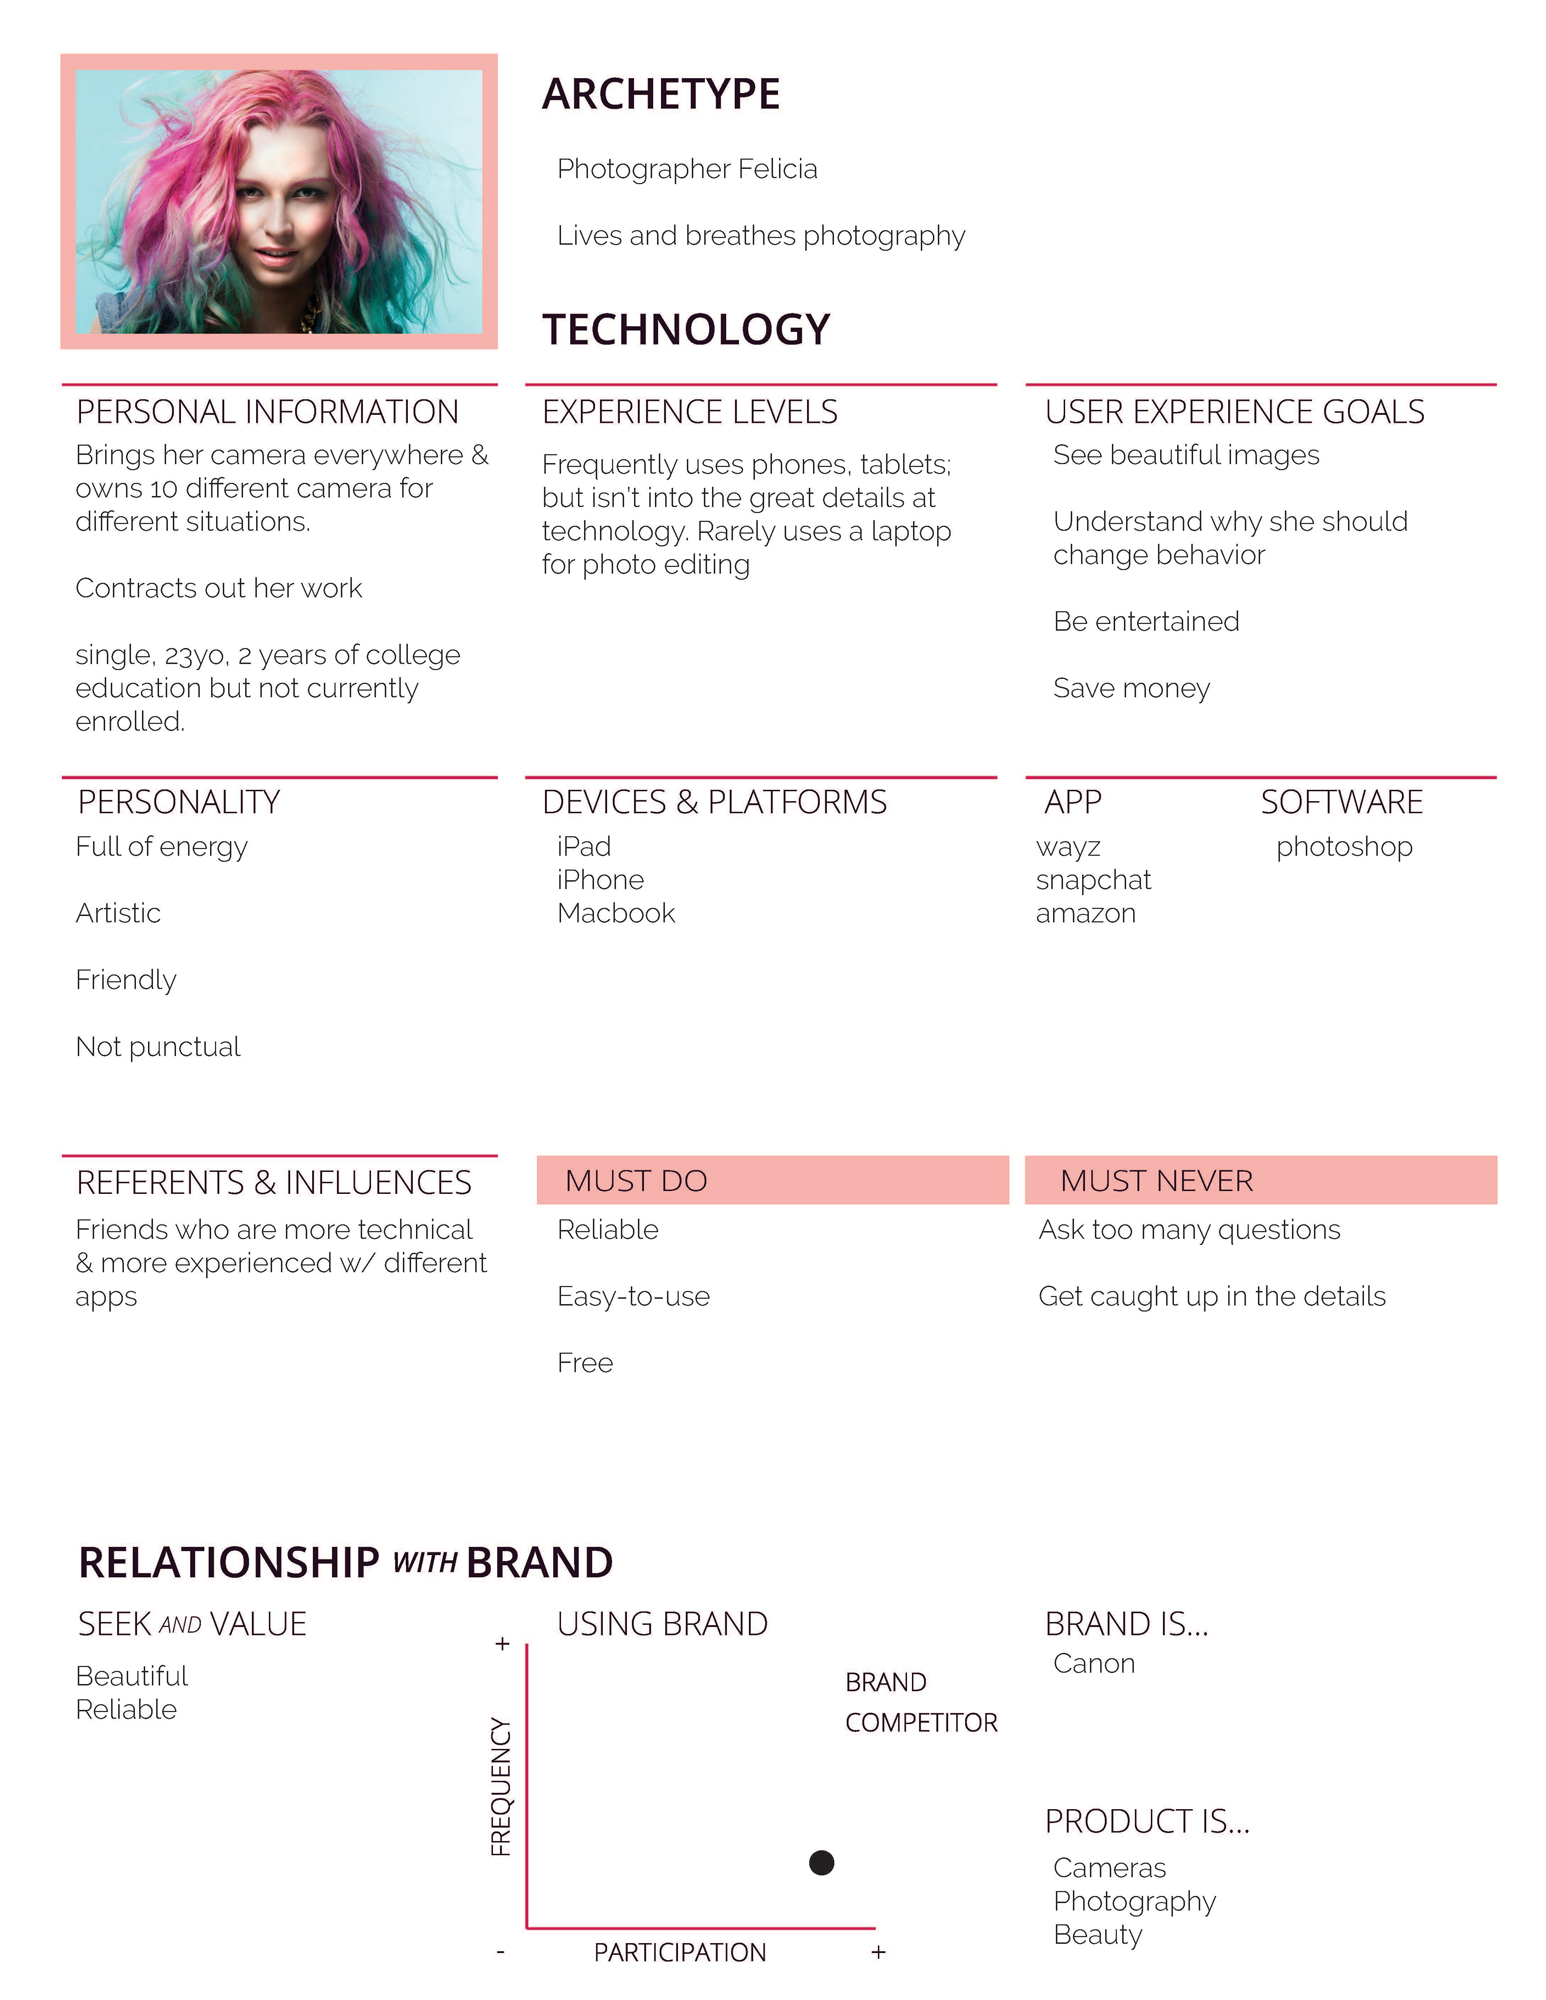 ARCHETYPE
Photographer Felicia
Lives and breathes photography
TECHNOLOGY
PERSONAL INFORMATION
Brings her camera everywhere &
owns 10 different camera for
different situations.
Contracts out her work
single, 23yo, 2 years of college
education but not currently
enrolled.
EXPERIENCE LEVELS
Frequently uses phones, tablets;
but isn't into the great details at
technology. Rarely uses a laptop
for photo editing
USER EXPERIENCE GOALS
See beautiful images
Understand why she should
change behavior
Be entertained
Save money
PERSONALITY
Full of energy
Artistic
Friendly
Not punctual
DEVICES & PLATFORMS
iPad
iPhone
Macbook
APP
wayz
snapchat
amazon
SOFTWARE
photoshop
REFERENTS & INFLUENCES
Friends who are more technical
& more experienced w/ different
apps
MUST DO
Reliable
Easy-to-use
Free
MUST NEVER
Ask too many questions
Get caught up in the details
RELATIONSHIP WITH BRAND
SEEK AND VALUE
Beautiful
Reliable
USING BRAND
+
FREQUENCY
BRAND
COMPETITOR
-
PARTICIPATION
+
BRAND IS...
Canon
PRODUCT IS...
Cameras
Photography
Beauty